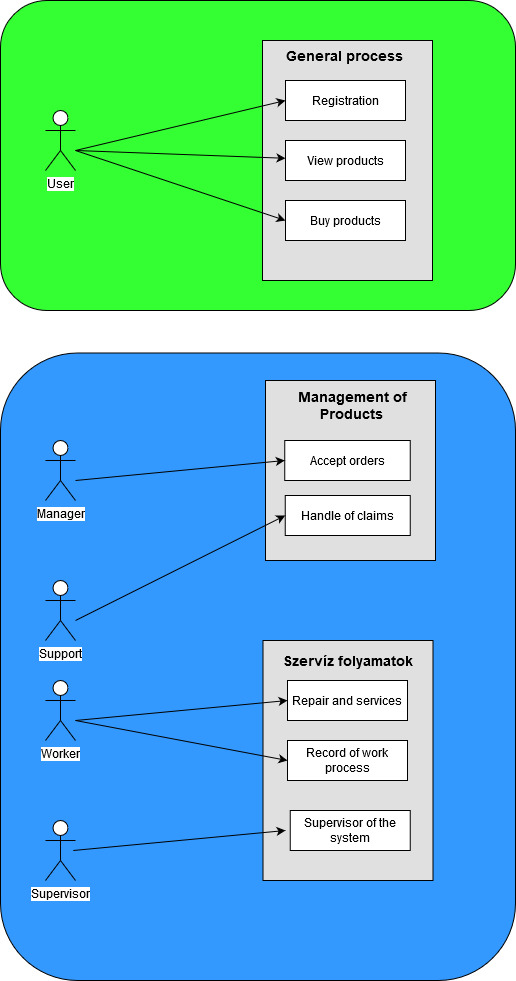 General process
Registration
View products
Buy products
User
Management of
Products
Accept orders
Handle of claims
Manager
Support
Szervíz folyamatok
Repair and services
Record of work
process
Supervisor of the
system
Worker
Supervisor